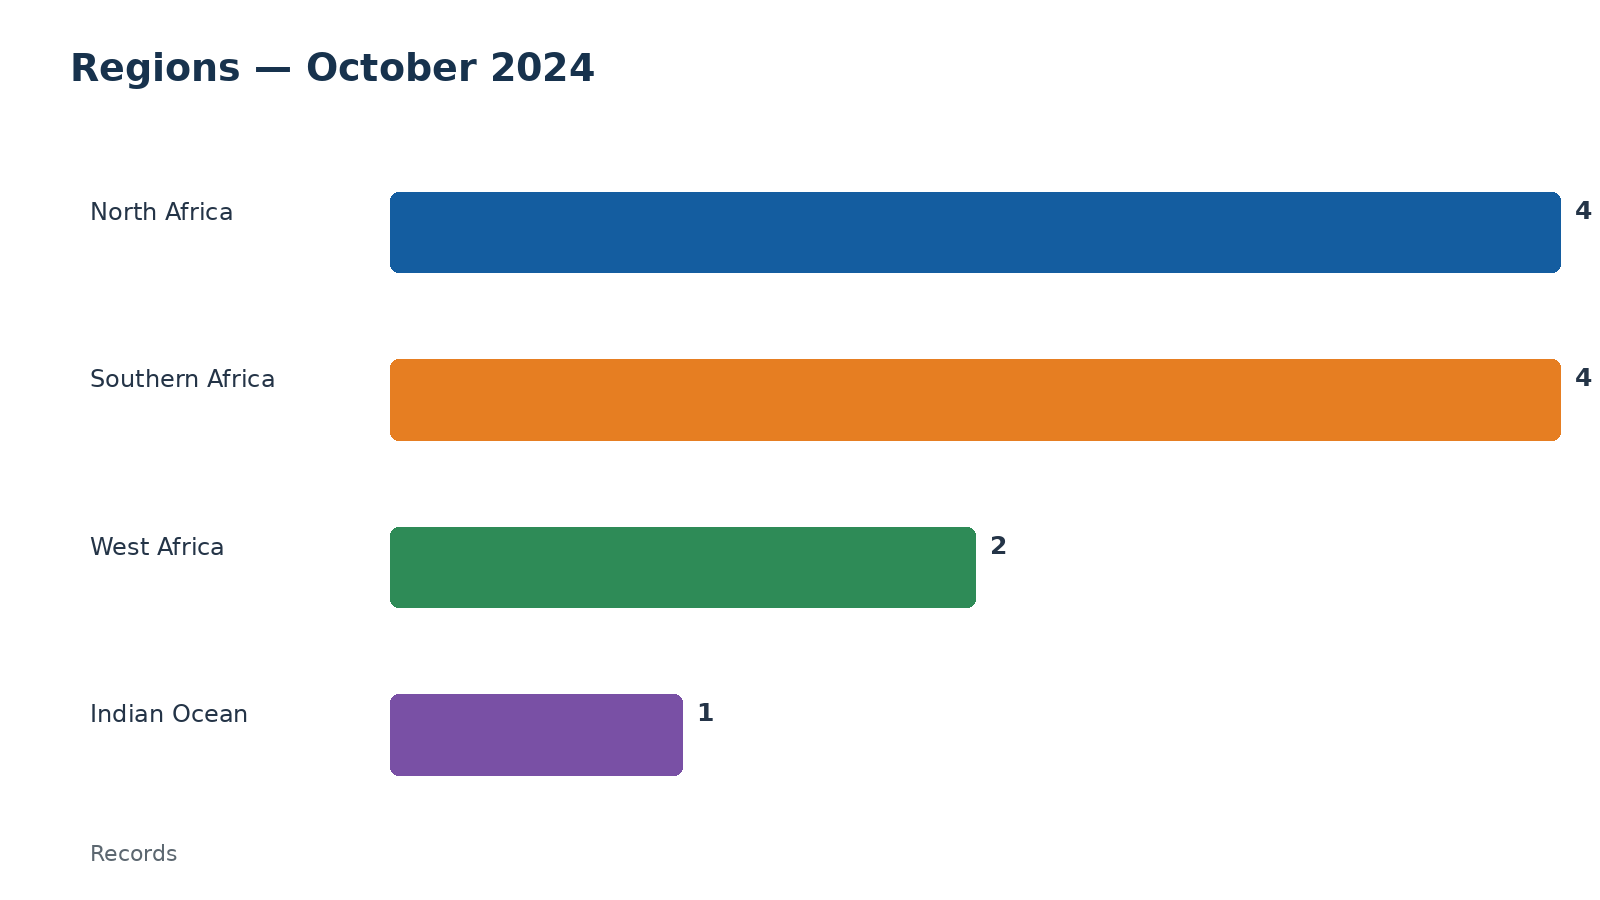 Regions — October 2024
North Africa 4
Southern Africa 4
West Africa 2
Indian Ocean 1
Records